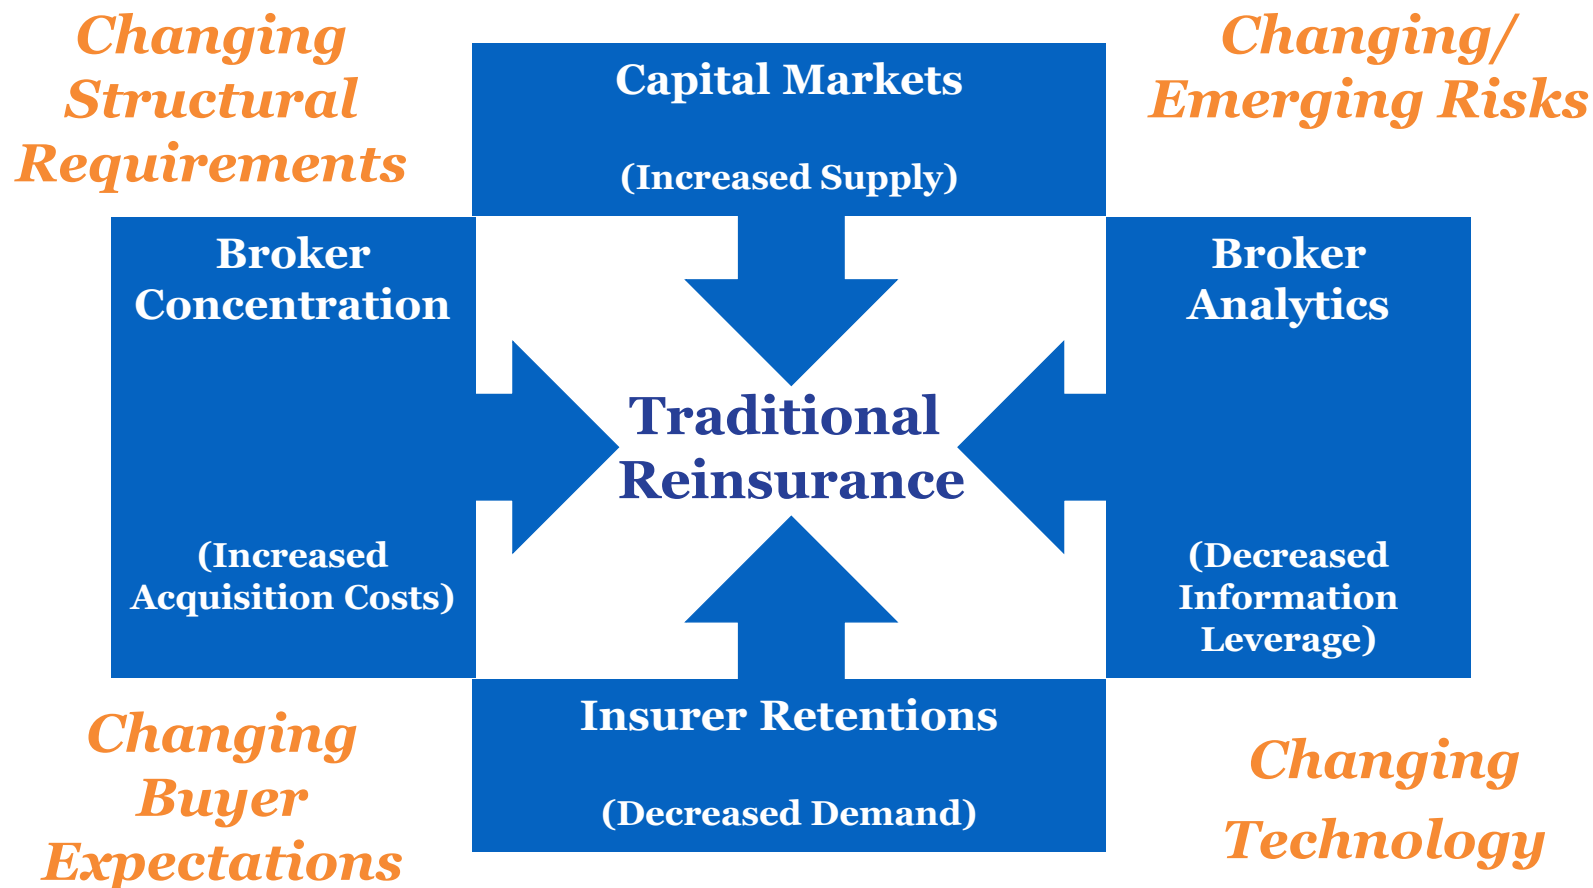 Changing
Structural
Requirements
Capital Markets
(Increased Supply)
Changing/
Emerging Risks
Broker
Concentration
(Increased
Acquisition Costs)
Traditional
Reinsurance
Broker
Analytics
(Decreased
Information
Leverage)
Changing
Buyer
Expectations
Insurer Retentions
(Decreased Demand)
Changing
Technology